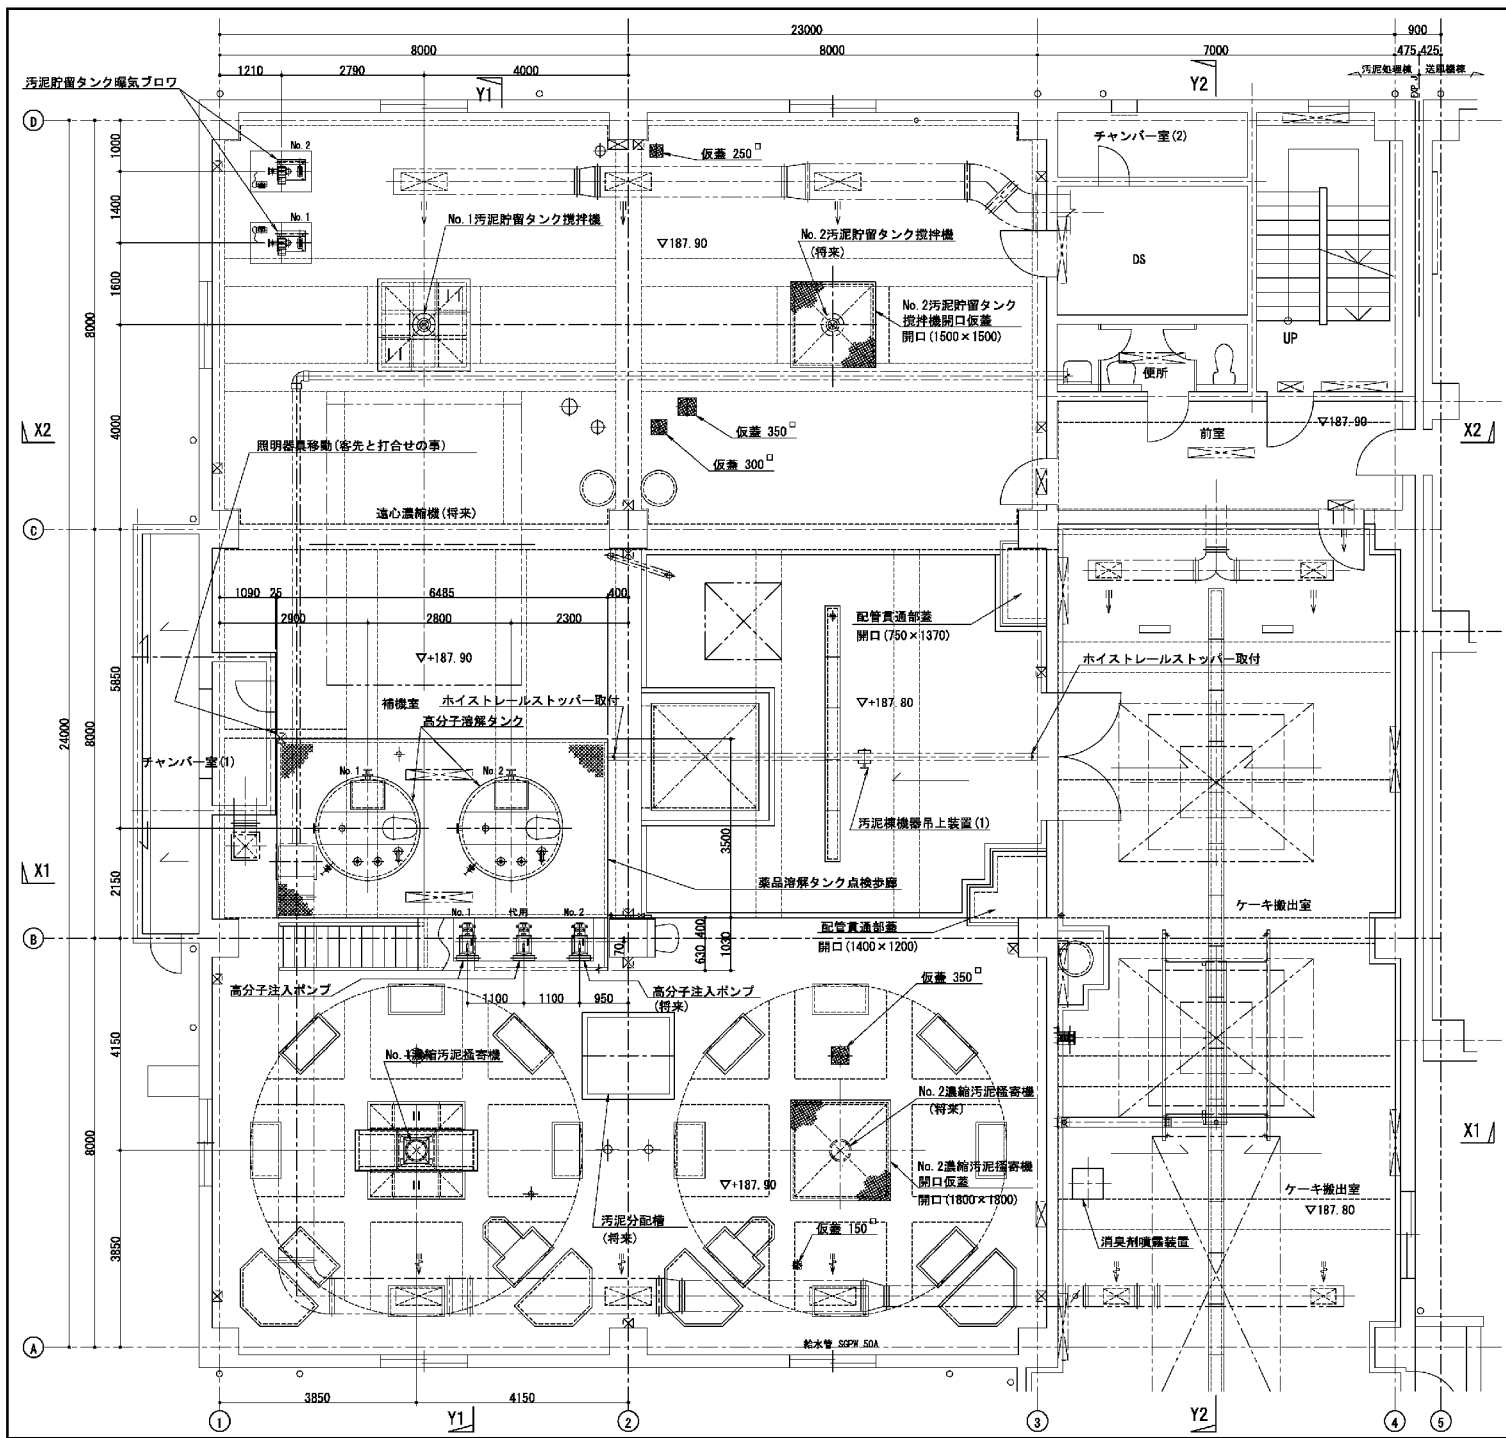 23000
900
8000
8000
7000
475
425
1210
2790
4000
汚泥処理棟
送風機棟
EXP.J
汚泥貯留タンク曝気ブロワ
Y1
Y2
D
チャンバー室(2)
No.2
仮蓋 250□
1000
1400
No.1
No.1汚泥貯留タンク撹拌機
▽187.90
No.2汚泥貯留タンク撹拌機
(将来)
DS
1600
No.2汚泥貯留タンク
撹拌機開口仮蓋
開口(1500×1500)
8000
UP
便所
4000
X2
仮蓋 350□
前室
▽187.90
X2
照明器具移動(客先と打合せの事)
仮蓋 300□
遠心濃縮機(将来)
C
1090
25
6485
400
2900
2800
2300
配管貫通部蓋
開口(750×1370)
▽+187.90
5850
ホイストレールストッパー取付
補機室
ホイストレールストッパー取付
▽+187.80
高分子溶解タンク
24000
8000
チャンバー室(1)
No.1
No.2
3500
汚泥棟機器吊上装置(1)
X1
2150
薬品溶解タンク点検歩廊
ケーキ搬出室
No.1
代用
No.2
配管貫通部蓋
開口(1400×1200)
B
70
400
630
1030
高分子注入ポンプ
高分子注入ポンプ
(将来)
仮蓋 350□
1100
1100
950
4150
No.1濃縮汚泥掻寄機
No.2濃縮汚泥掻寄機
(将来)
8000
X1
No.2濃縮汚泥掻寄機
開口仮蓋
開口(1800×1800)
▽+187.90
ケーキ搬出室
▽187.80
汚泥分配槽
(将来)
仮蓋 150□
3850
消臭剤噴霧装置
給水管 SGPW 50A
A
3850
4150
Y1
Y2
1
2
3
4
5